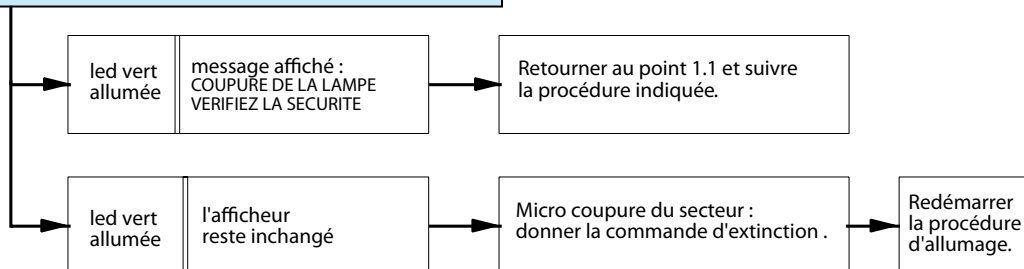 led vert
allumée
message affiché :
COUPURE DE LA LAMPE
VERIFIEZ LA SECURITE
Retourner au point 1.1 et suivre
la procédure indiquée.
led vert
allumée
l'afficheur
reste inchangé
Micro coupure du secteur :
donner la commande d'extinction .
Redémarrer
la procédure
d'allumage.